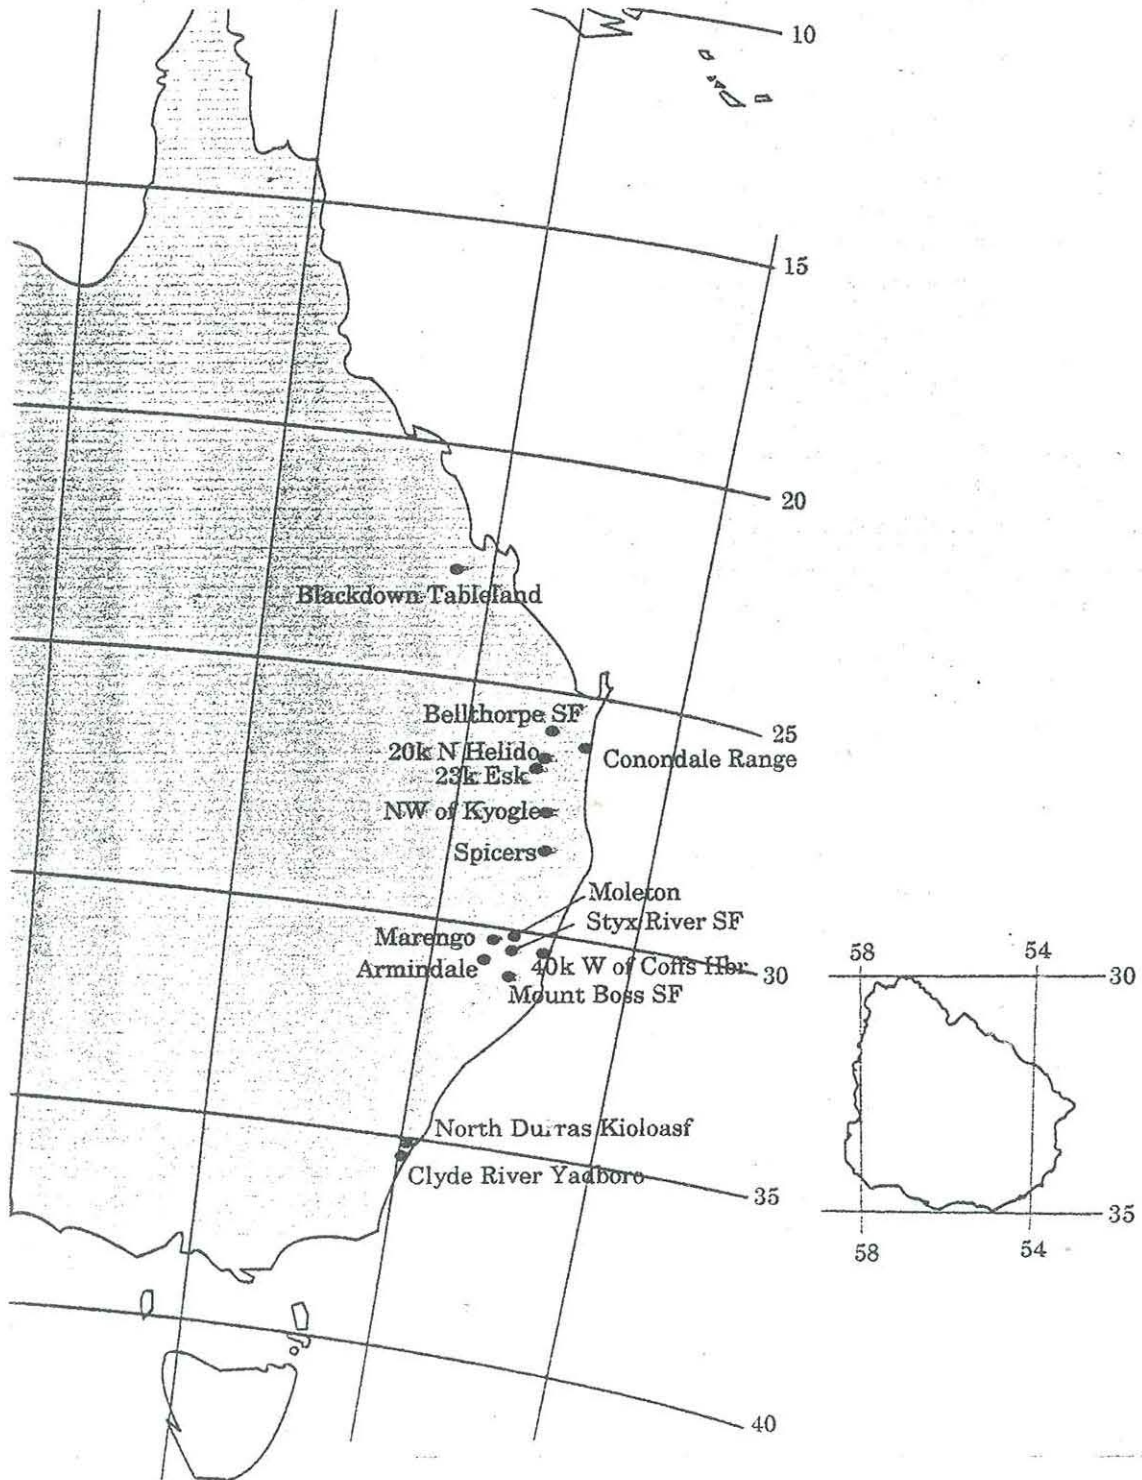 10
15
20
Blackdown Tableland
Bellthorpe SF
25
20k N Helido
Conondale Range
23k Esk
NW of Kyogle
Spicers
Moleton
Styx River SF
Marengo
40k W of Coffs Hbr
Armindale
30
Mount Boss SF
58
54
30
North Durras Kioloasf
Clyde River Yadboro
35
35
58
54
40